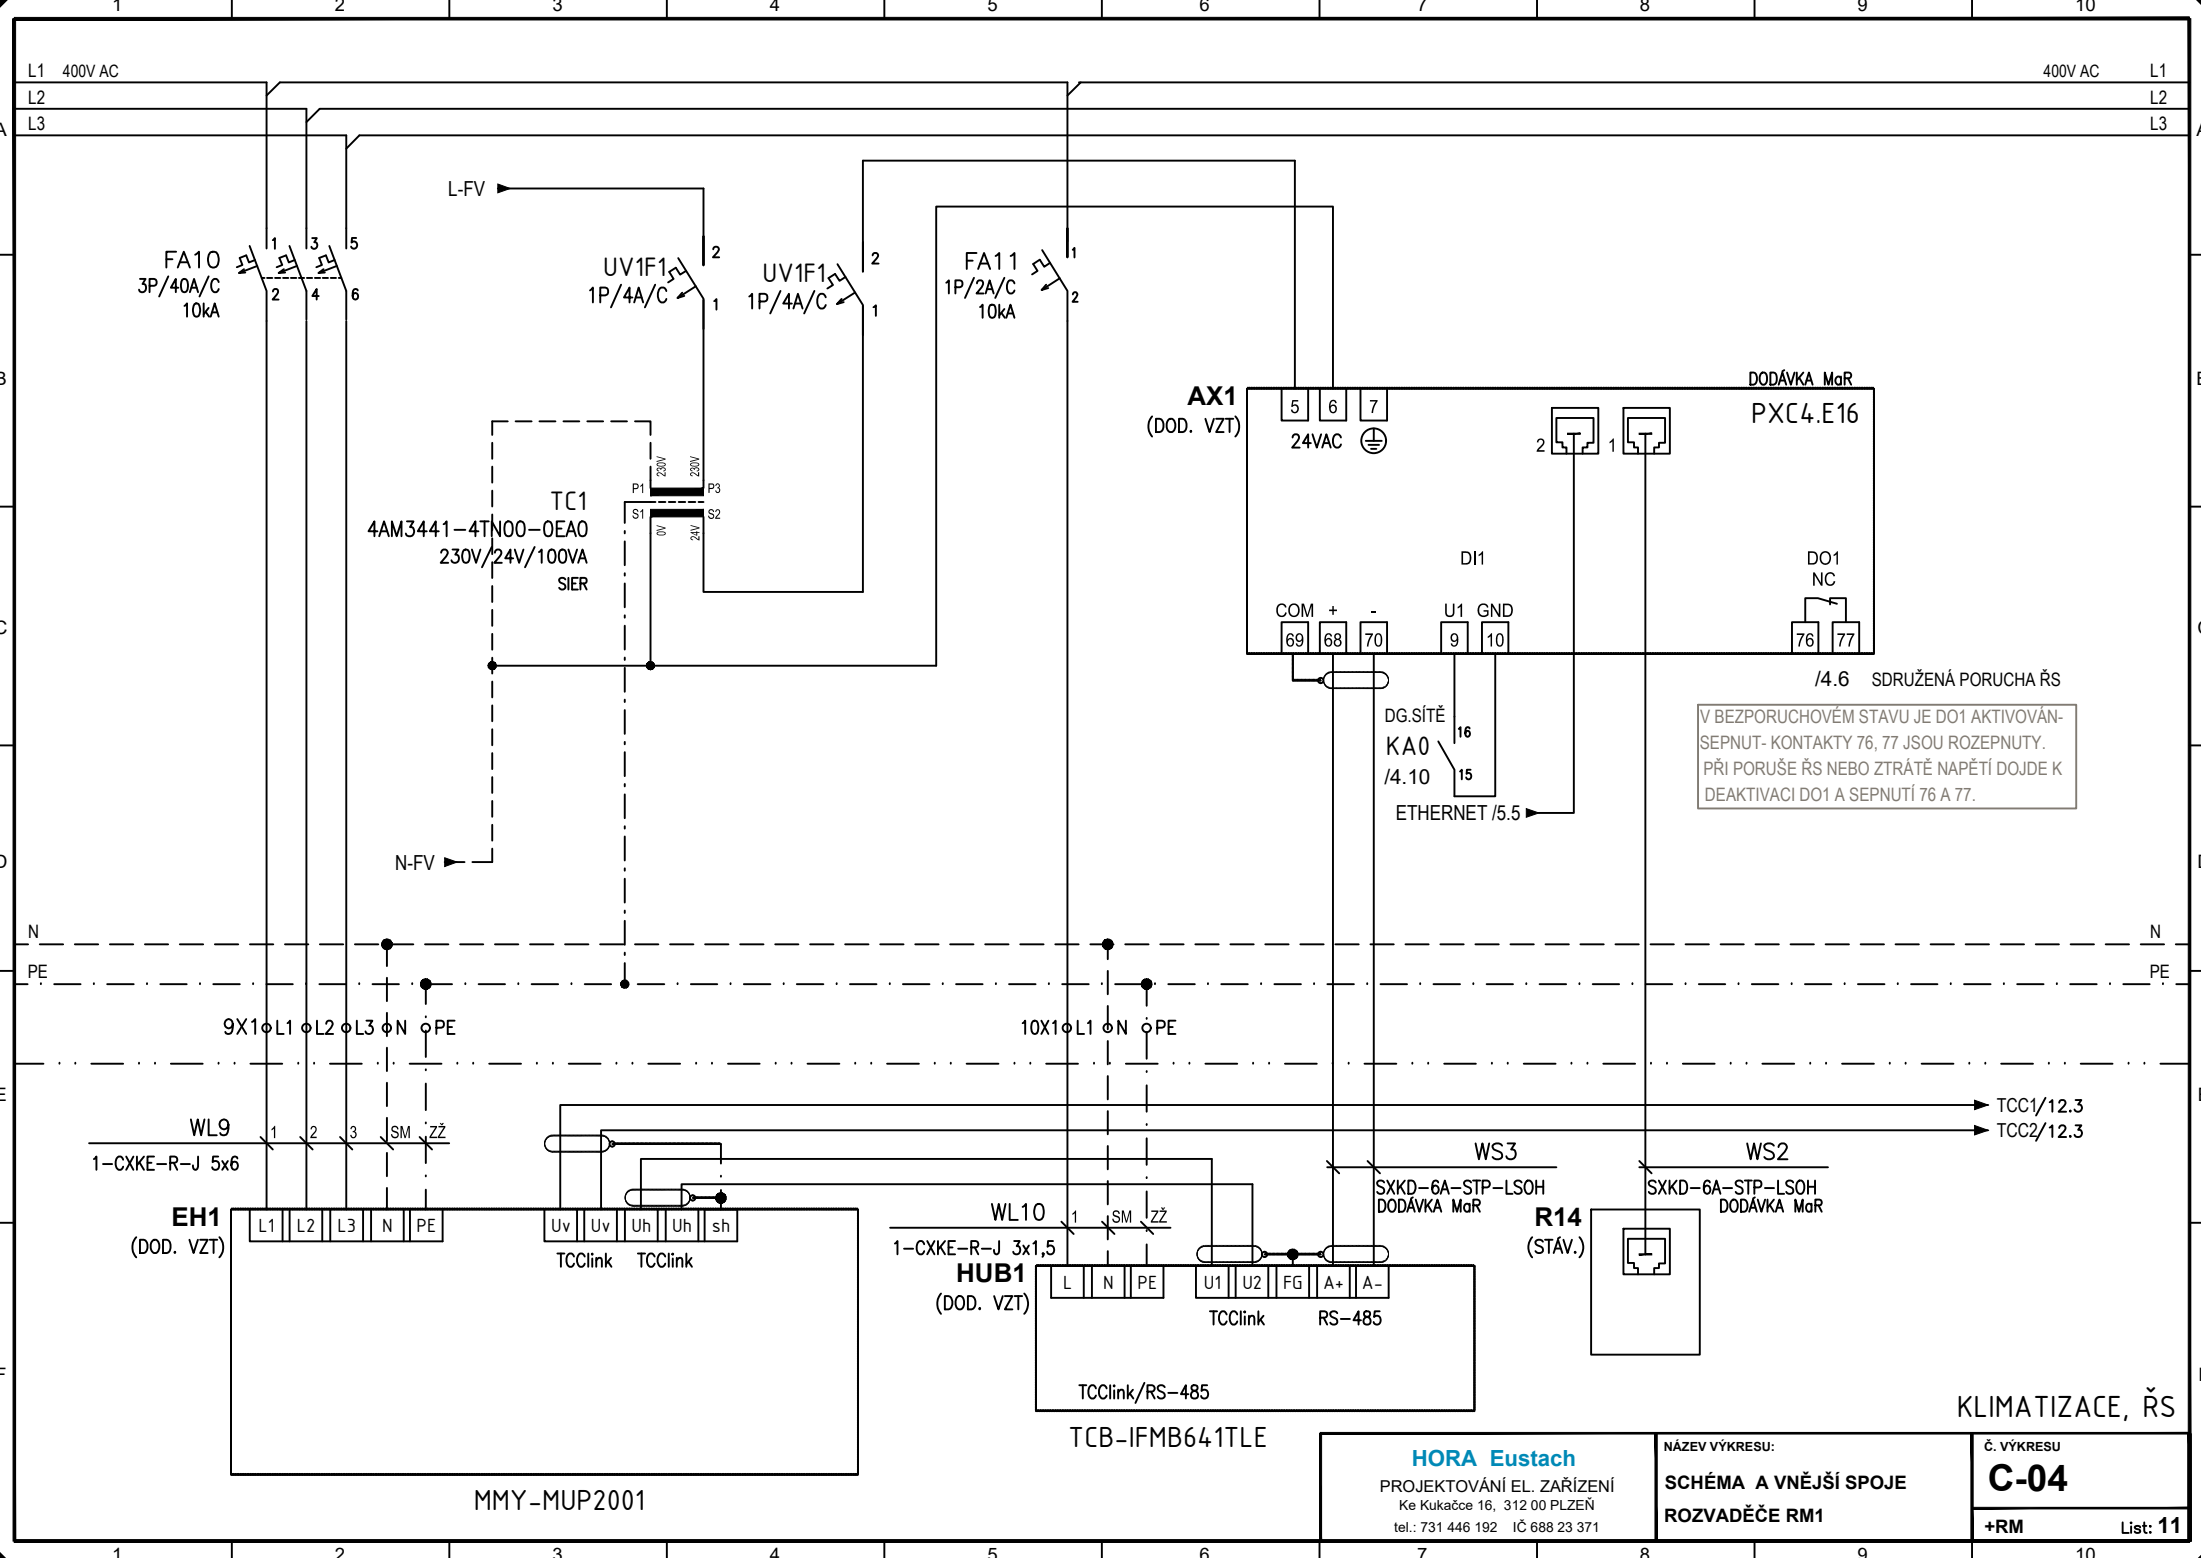 1 2 3 4 5 6 7 8 9 10
L1 400V AC 400V AC L1
L2 L2
A L3 L3 A
L-FV
FA10
3P/40A/C
10kA
1 3 5
2 4 6
UV1F1
1P/4A/C
2
1
UV1F1
1P/4A/C
2
1
FA11
1P/2A/C
10kA
1
2
B
AX1
(DOD. VZT)
DODÁVKA MaR
PXC4.E16
5 6 7
24VAC
2 1
230V 230V
P1 P3
S1 S2
0V 24V
TC1
4AM3441-4TN00-0EA0
230V/24V/100VA
SIER
DI1
DO1
NC
COM + - U1 GND
69 68 70 9 10 76 77
C
/4.6 SDRUŽENÁ PORUCHA ŘS
V BEZPORUCHOVÉM STAVU JE DO1 AKTIVOVÁN-
SEPNUT- KONTAKTY 76, 77 JSOU ROZEPNUTY.
PŘI PORUŠE ŘS NEBO ZTRÁTĚ NAPĚTÍ DOJDE K
DEAKTIVACI DO1 A SEPNUTÍ 76 A 77.
DG.SÍTĚ
KA0
/4.10
16
15
ETHERNET /5.5
N-FV
D
N N
PE PE
9X1 L1 L2 L3 N PE
10X1 L1 N PE
E
TCC1/12.3
TCC2/12.3
WL9
1 2 3 SM ZŽ
1-CXKE-R-J 5x6
WS3
SXKD-6A-STP-LSOH
DODÁVKA MaR
WS2
SXKD-6A-STP-LSOH
DODÁVKA MaR
EH1
(DOD. VZT)
L1 L2 L3 N PE Uv Uv Uh Uh sh
TCClink TCClink
WL10
1 SM ZŽ
1-CXKE-R-J 3x1,5
HUB1
(DOD. VZT)
L N PE U1 U2 FG A+ A-
TCClink RS-485
R14
(STÁV.)
F
TCClink/RS-485
TCB-IFMB641TLE
MMY-MUP2001
KLIMATIZACE, ŘS
HORA Eustach
PROJEKTOVÁNÍ EL. ZAŘÍZENÍ
Ke Kukačce 16, 312 00 PLZEŇ
tel.: 731 446 192 IČ 688 23 371
NÁZEV VÝKRESU:
SCHÉMA A VNĚJŠÍ SPOJE
ROZVADĚČE RM1
Č. VÝKRESU
C-04
+RM List: 11
1 2 3 4 5 6 7 8 9 10